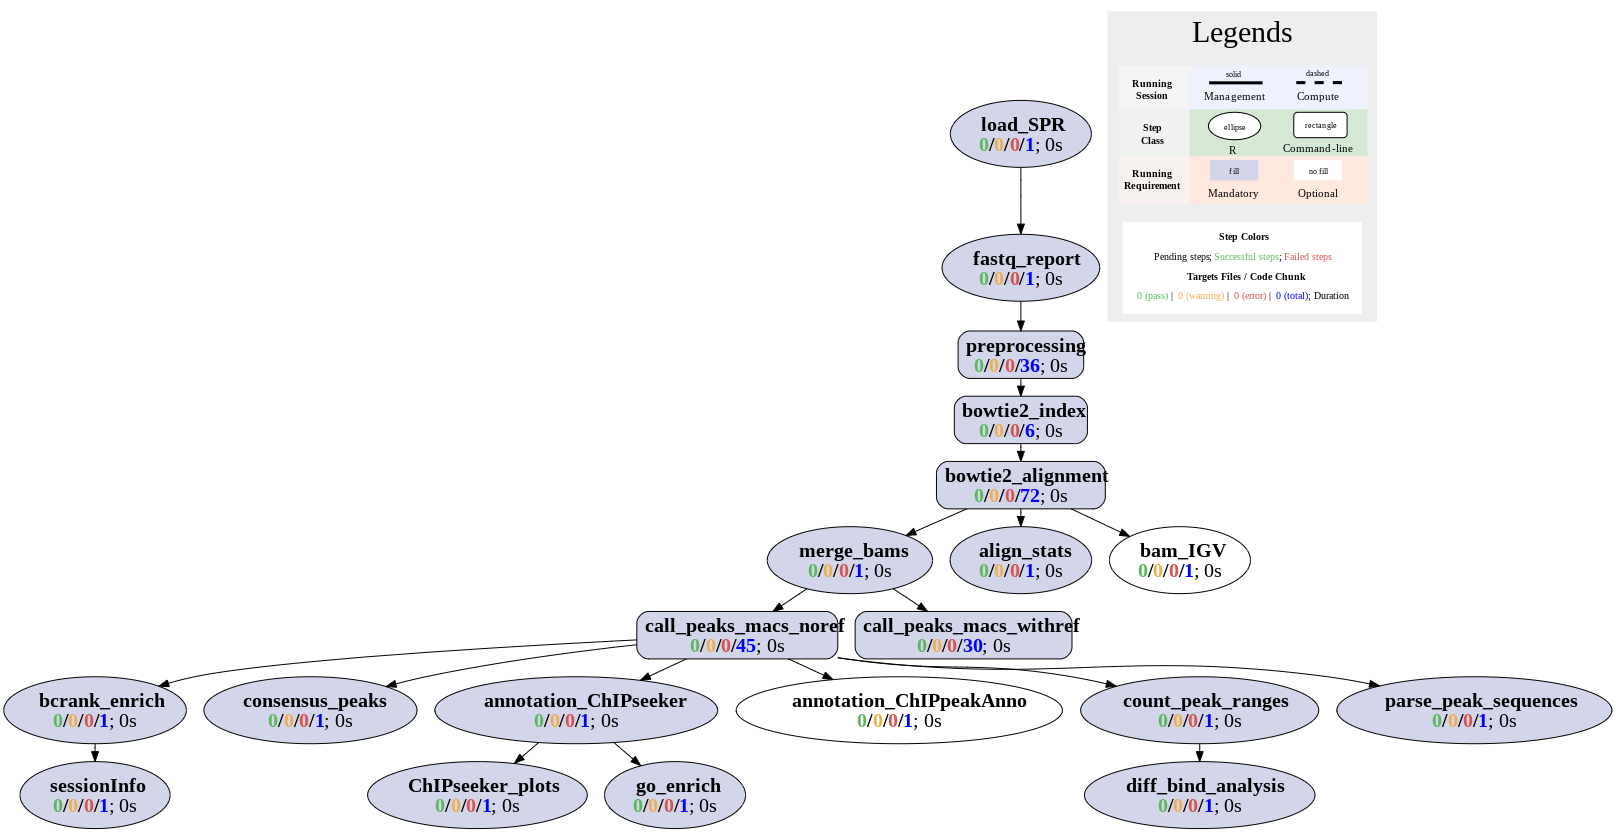 Legends
Running
Session
solid
Management
dashed
Compute
Step
Class
ellipse
R
rectangle
Command-line
Running
Requirement
fill
Mandatory
no fill
Optional
Step Colors
Pending steps; Successful steps; Failed steps
Targets Files / Code Chunk
0 (pass) | 0 (warning) | 0 (error) | 0 (total); Duration
load_SPR
0/0/0/1; 0s
fastq_report
0/0/0/1; 0s
preprocessing
0/0/0/36; 0s
bowtie2_index
0/0/0/6; 0s
bowtie2_alignment
0/0/0/72; 0s
merge_bams
0/0/0/1; 0s
align_stats
0/0/0/1; 0s
bam_IGV
0/0/0/1; 0s
call_peaks_macs_noref
0/0/0/45; 0s
call_peaks_macs_withref
0/0/0/30; 0s
bcrank_enrich
0/0/0/1; 0s
consensus_peaks
0/0/0/1; 0s
annotation_ChIPseeker
0/0/0/1; 0s
annotation_ChIPpeakAnno
0/0/0/1; 0s
count_peak_ranges
0/0/0/1; 0s
parse_peak_sequences
0/0/0/1; 0s
sessionInfo
0/0/0/1; 0s
ChIPseeker_plots
0/0/0/1; 0s
go_enrich
0/0/0/1; 0s
diff_bind_analysis
0/0/0/1; 0s